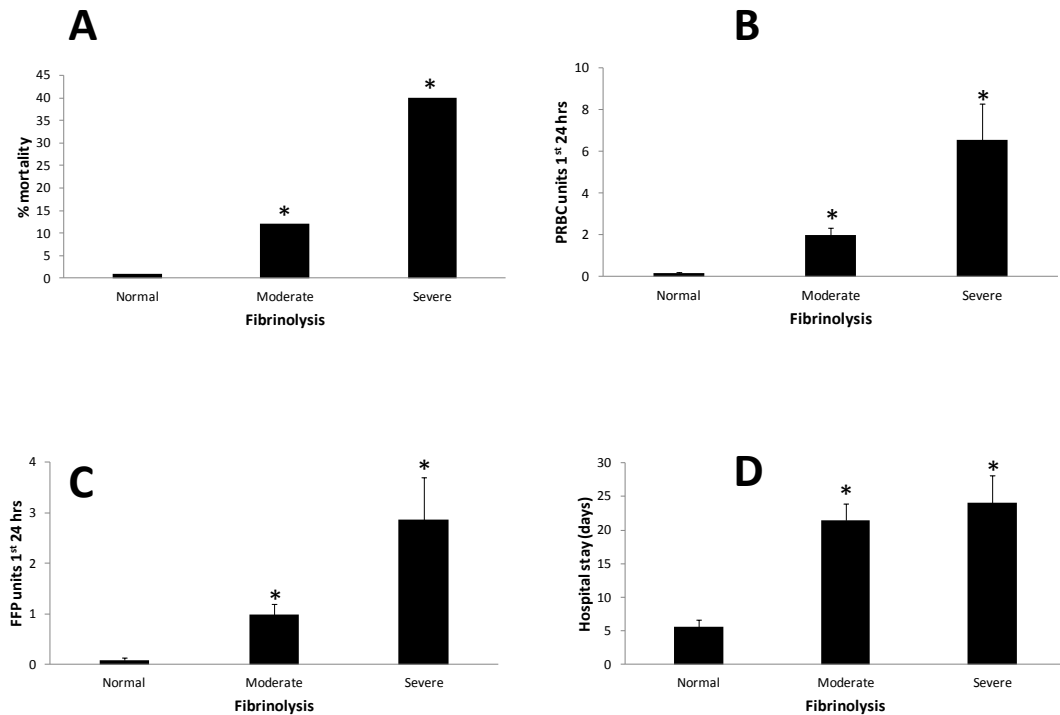 A
% mortality
45
40
35
30
25
20
15
10
5
0
*
*
Normal Moderate Severe
Fibrinolysis
B
PRBC units 1st 24 hrs
10
8
6
4
2
0
*
*
Normal Moderate Severe
Fibrinolysis
C
FFP units 1st 24 hrs
4
3
2
1
0
*
*
Normal Moderate Severe
Fibrinolysis
D
Hospital stay (days)
30
25
20
15
10
5
0
*
*
Normal Moderate Severe
Fibrinolysis